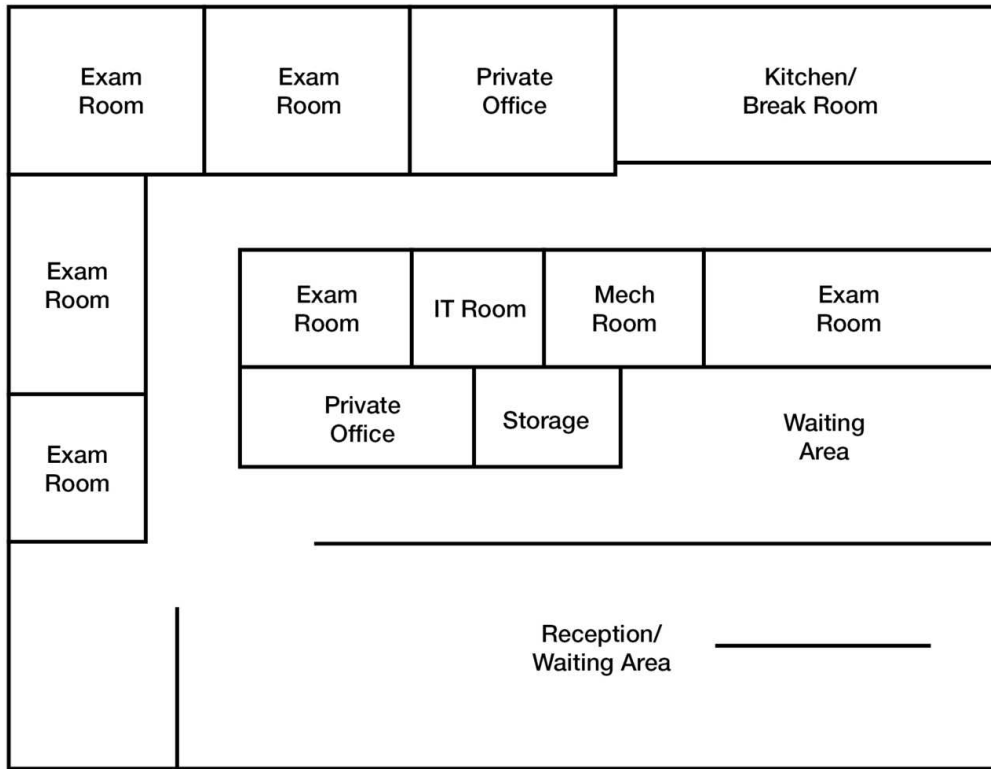 Exam
Room
Exam
Room
Private
Office
Kitchen/
Break Room
Exam
Room
Exam
Room
IT Room
Mech
Room
Exam
Room
Private
Office
Storage
Waiting
Area
Exam
Room
Reception/
Waiting Area